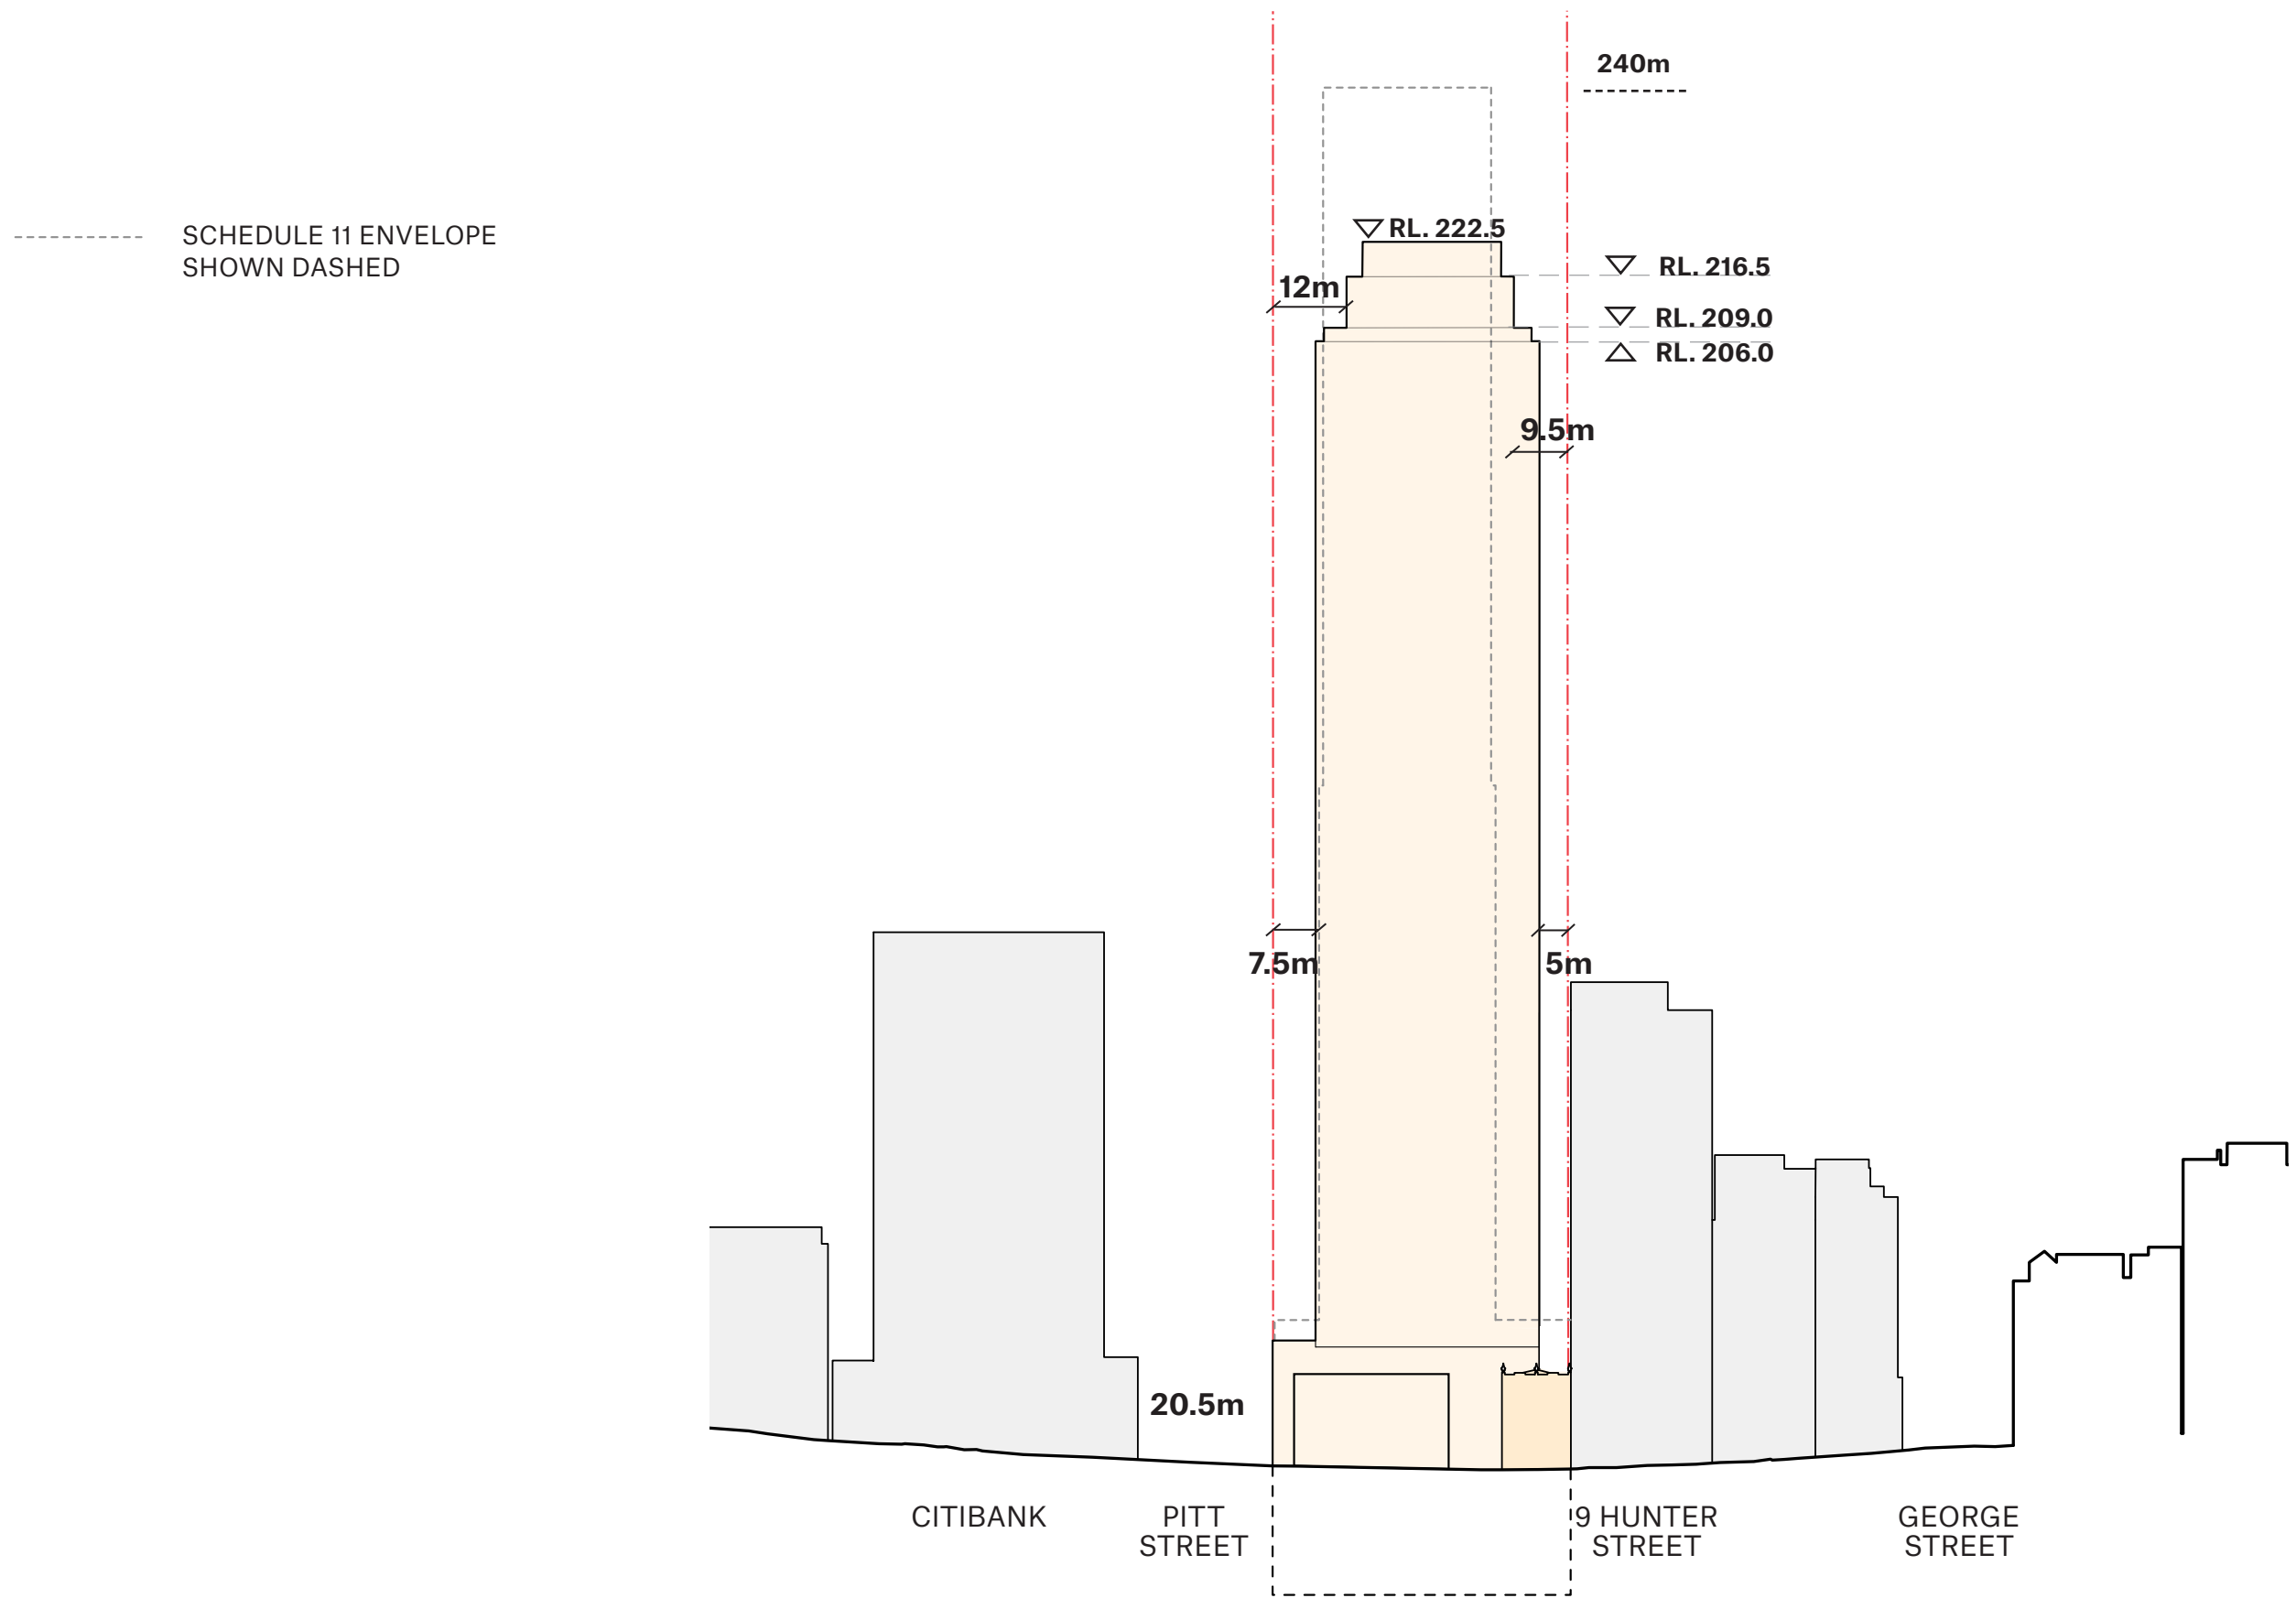 240m
RL. 222.5
SCHEDULE 11 ENVELOPE
SHOWN DASHED
RL. 216.5
12m
RL. 209.0
RL. 206.0
9.5m
7.5m
5m
20.5m
CITIBANK
PITT
STREET
9 HUNTER
STREET
GEORGE
STREET